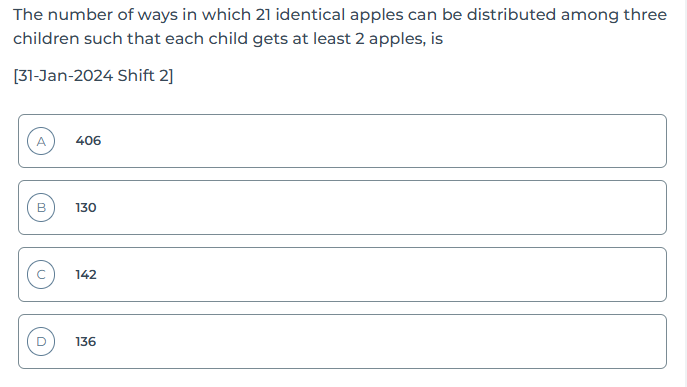 The number of ways in which 21 identical apples can be distributed among three
children such that each child gets at least 2 apples, is
[31-Jan-2024 Shift 2]
A 406
B 130
C 142
D 136